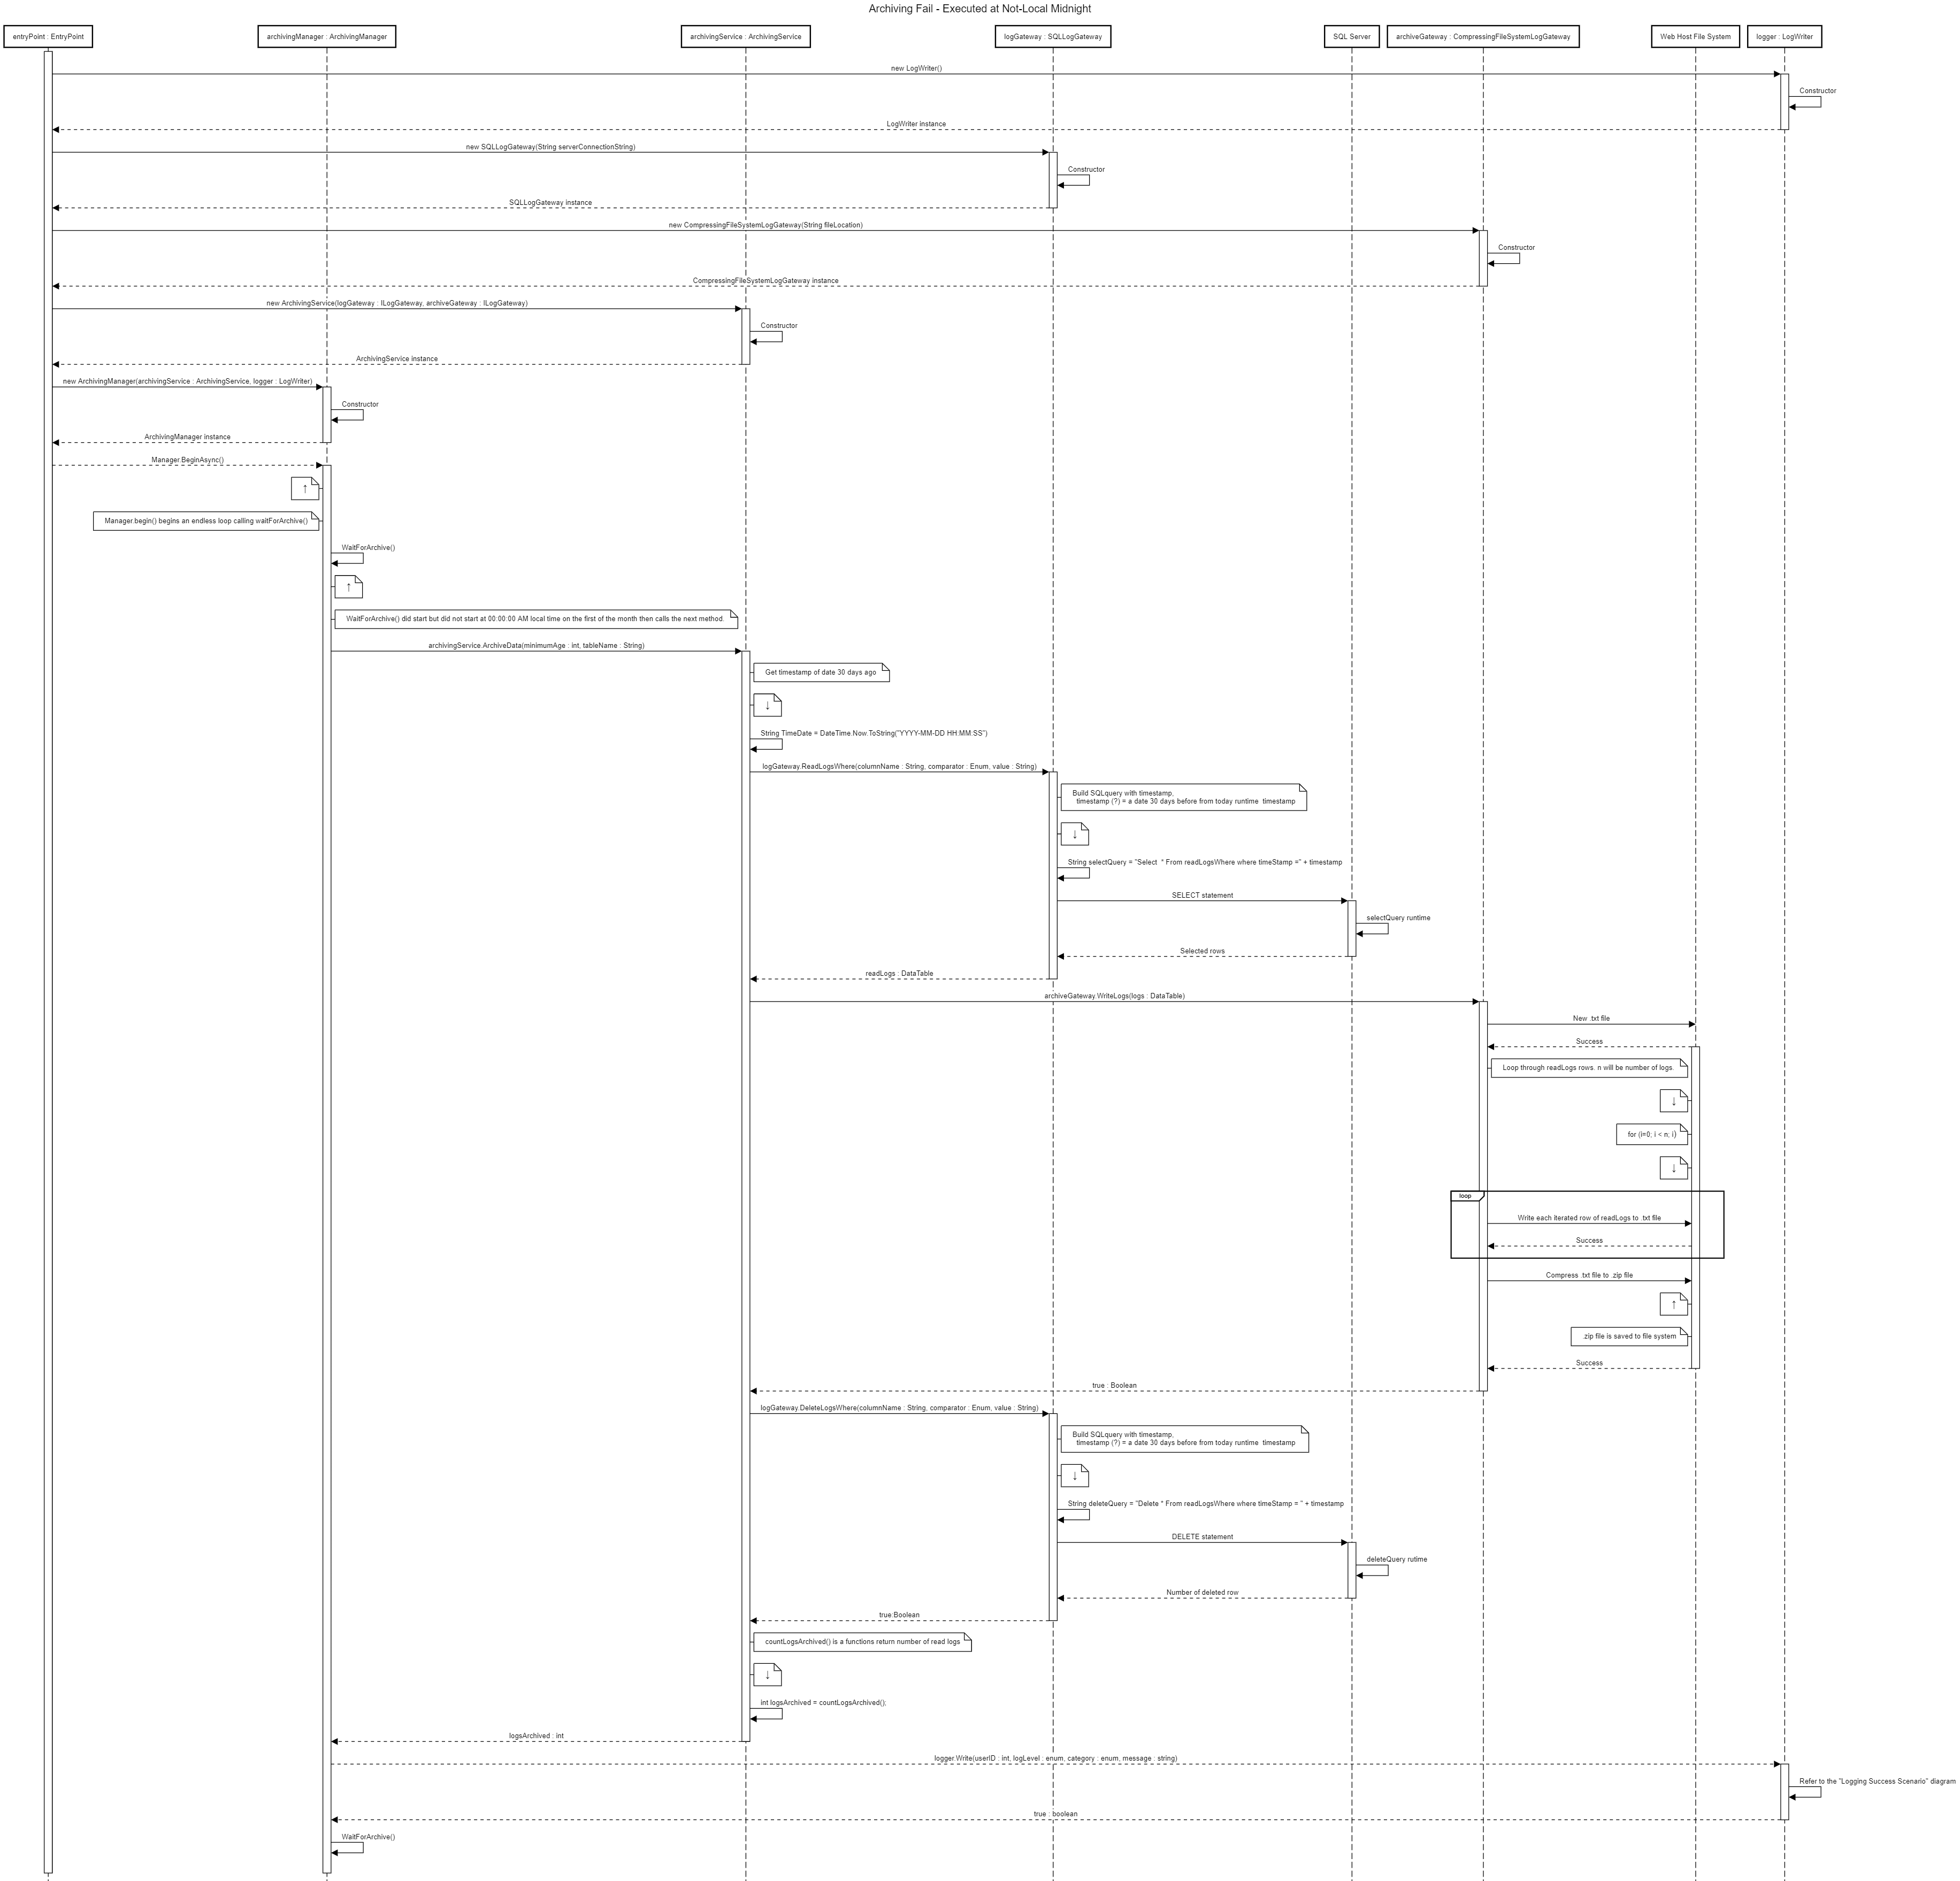 Archiving Fail - Executed at Not-Local Midnight
entryPoint : EntryPoint
archivingManager : ArchivingManager
archivingService : ArchivingService
logGateway : SQLLogGateway
SQL Server
archiveGateway : CompressingFileSystemLogGateway
Web Host File System
logger : LogWriter
new LogWriter()
Constructor
LogWriter instance
new SQLLogGateway(String serverConnectionString)
Constructor
SQLLogGateway instance
new CompressingFileSystemLogGateway(String fileLocation)
Constructor
CompressingFileSystemLogGateway instance
new ArchivingService(logGateway : ILogGateway, archiveGateway : ILogGateway)
Constructor
ArchivingService instance
new ArchivingManager(archivingService : ArchivingService, logger : LogWriter)
Constructor
ArchivingManager instance
Manager.BeginAsync()
↑
Manager.begin() begins an endless loop calling waitForArchive()
WaitForArchive()
↑
WaitForArchive() did start but did not start at 00:00:00 AM local time on the first of the month then calls the next method.
archivingService.ArchiveData(minimumAge : int, tableName : String)
Get timestamp of date 30 days ago
↓
String TimeDate = DateTime.Now.ToString("YYYY-MM-DD HH:MM:SS")
logGateway.ReadLogsWhere(columnName : String, comparator : Enum, value : String)
Build SQLquery with timestamp,
timestamp (?) = a date 30 days before from today runtime  timestamp
↓
String selectQuery = "Select  * From readLogsWhere where timeStamp =" + timestamp
SELECT statement
selectQuery runtime
Selected rows
readLogs : DataTable
archiveGateway.WriteLogs(logs : DataTable)
New .txt file
Success
Loop through readLogs rows. n will be number of logs.
↓
for (i=0; i < n; i)
↓
loop
Write each iterated row of readLogs to .txt file
Success
Compress .txt file to .zip file
↑
.zip file is saved to file system
Success
true : Boolean
logGateway.DeleteLogsWhere(columnName : String, comparator : Enum, value : String)
Build SQLquery with timestamp,
timestamp (?) = a date 30 days before from today runtime  timestamp
↓
String deleteQuery = "Delete * From readLogsWhere where timeStamp = " + timestamp
DELETE statement
deleteQuery rutime
Number of deleted row
true:Boolean
countLogsArchived() is a functions return number of read logs
↓
int logsArchived = countLogsArchived();
logsArchived : int
logger.Write(userID : int, logLevel : enum, category : enum, message : string)
Refer to the "Logging Success Scenario" diagram
true : boolean
WaitForArchive()